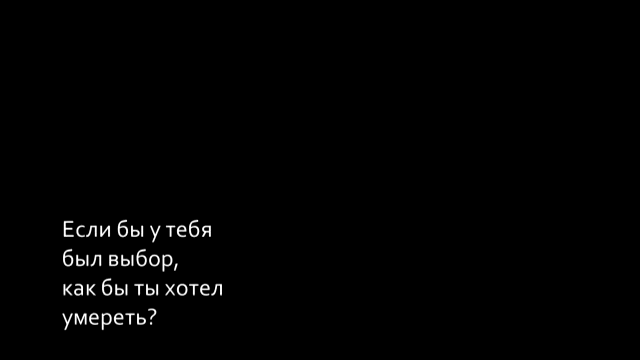 Если бы у тебя
был выбор,
как бы ты хотел
умереть?